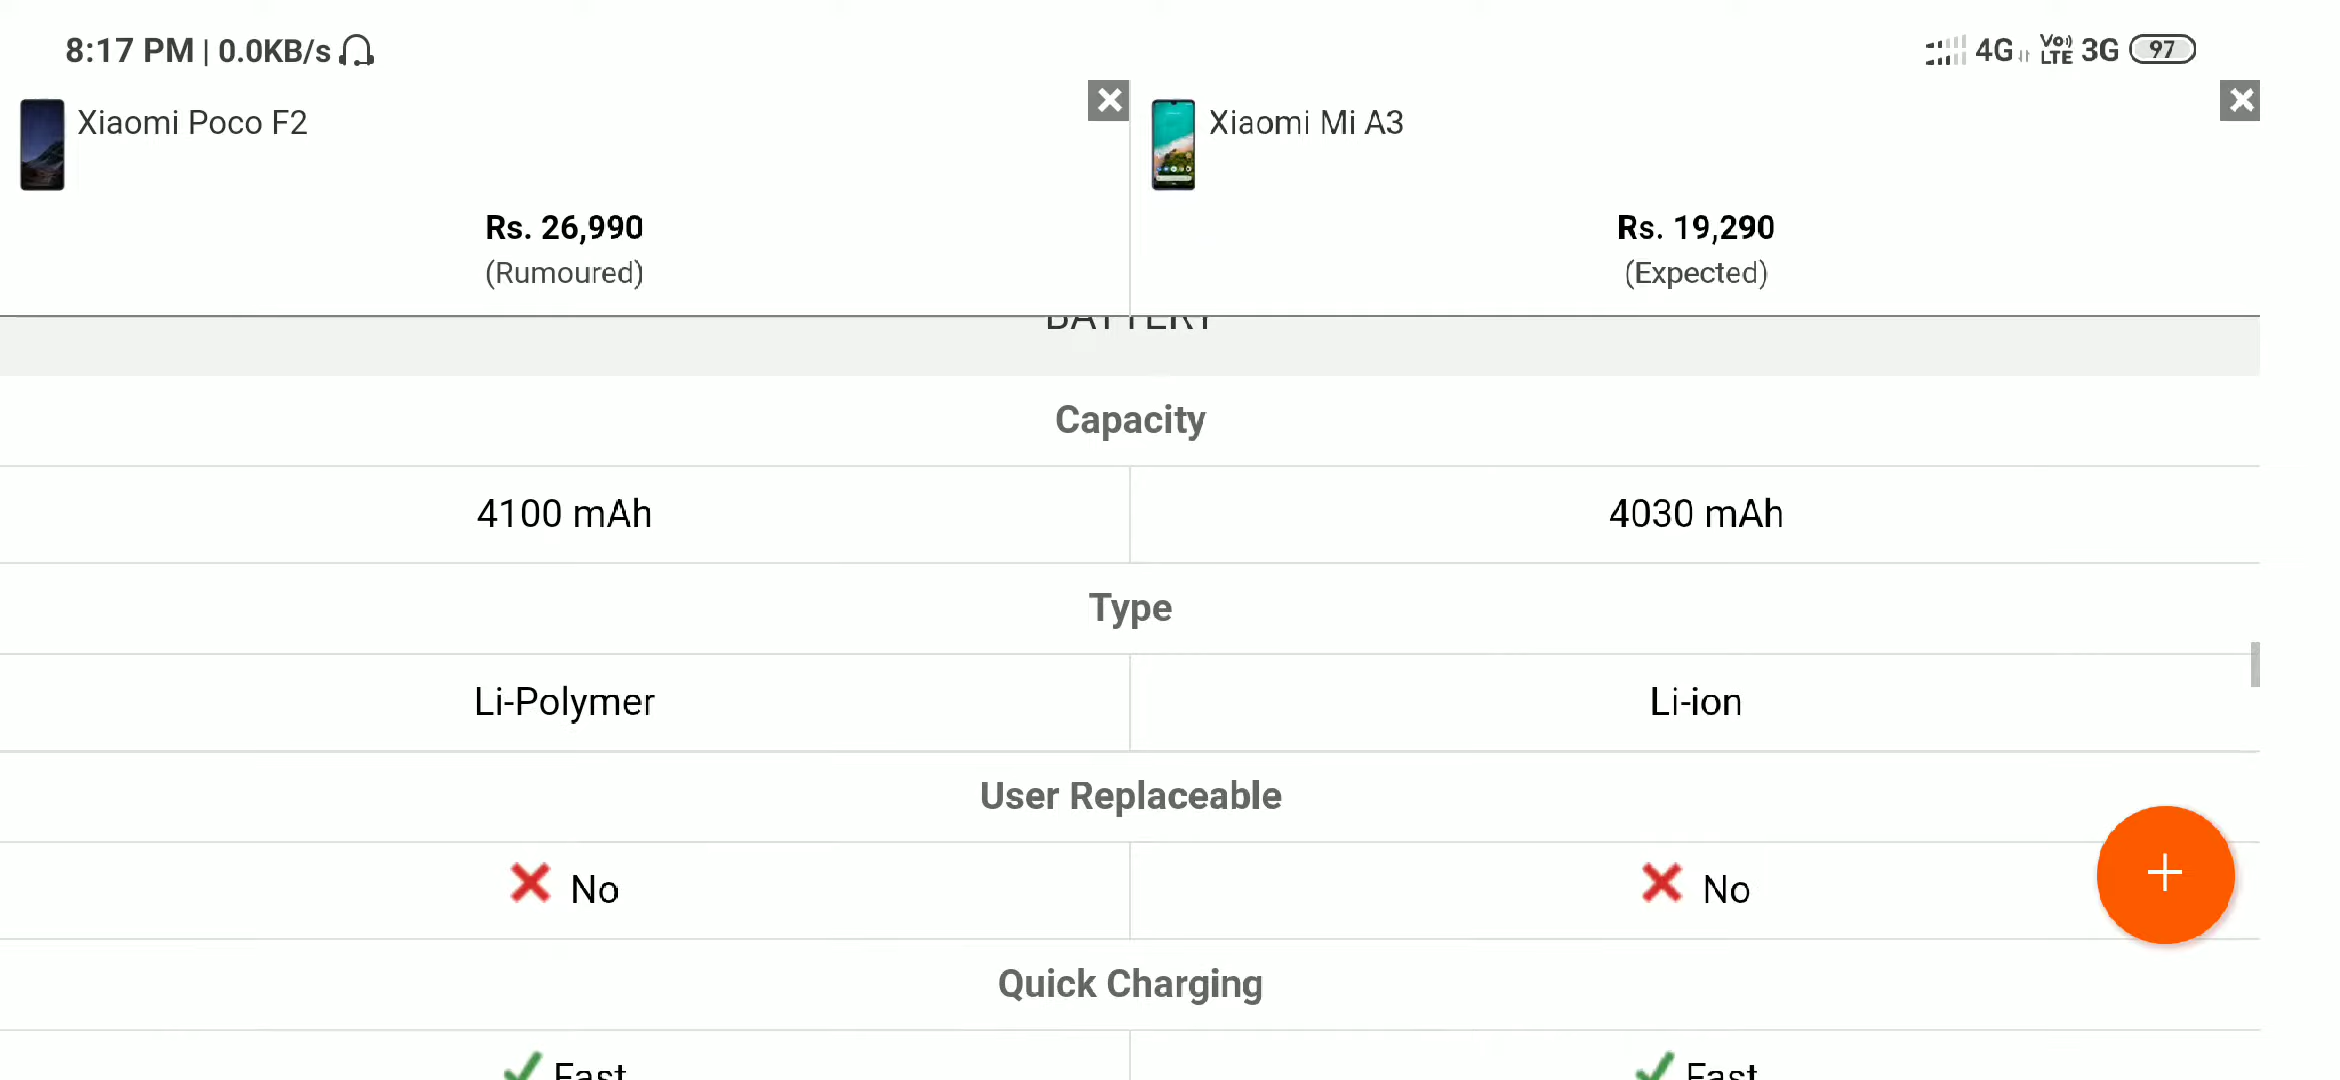 8:17 PM | 0.0KB/s 4G Vo) LTE 3G 97
Xiaomi Poco F2 Xiaomi Mi A3
Rs. 26,990 Rs. 19,290
(Rumoured) (Expected)
BATTERY
Capacity
4100 mAh 4030 mAh
Type
Li-Polymer Li-ion
User Replaceable
No No
Quick Charging
Fast Fast